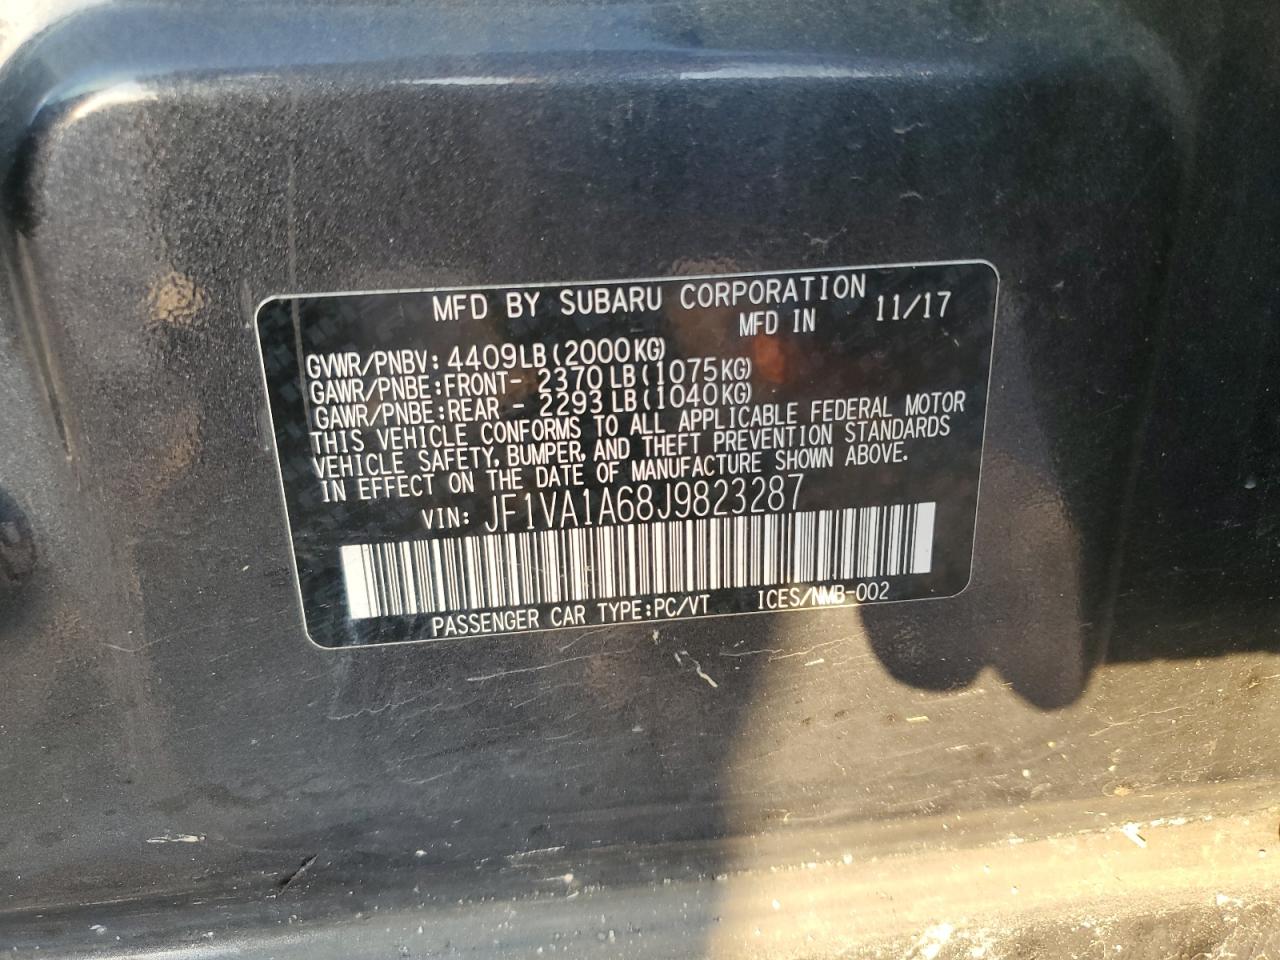 MFD BY SUBARU CORPORATION
MFD IN 11/17
GVWR/PNBV: 4409LB(2000KG)
GAWR/PNBE:FRONT- 2370 LB(1075KG)
GAWR/PNBE:REAR - 2293 LB(1040KG)
THIS VEHICLE CONFORMS TO ALL APPLICABLE FEDERAL MOTOR
VEHICLE SAFETY, BUMPER, AND THEFT PREVENTION STANDARDS
IN EFFECT ON THE DATE OF MANUFACTURE SHOWN ABOVE.
VIN: JF1VA1A68J9823287
PASSENGER CAR TYPE:PC/VT ICES/NMB-002